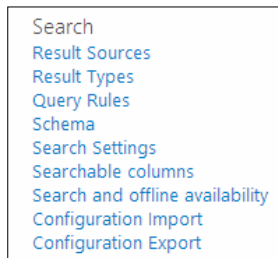 Search
Result Sources
Result Types
Query Rules
Schema
Search Settings
Searchable columns
Search and offline availability
Configuration Import
Configuration Export